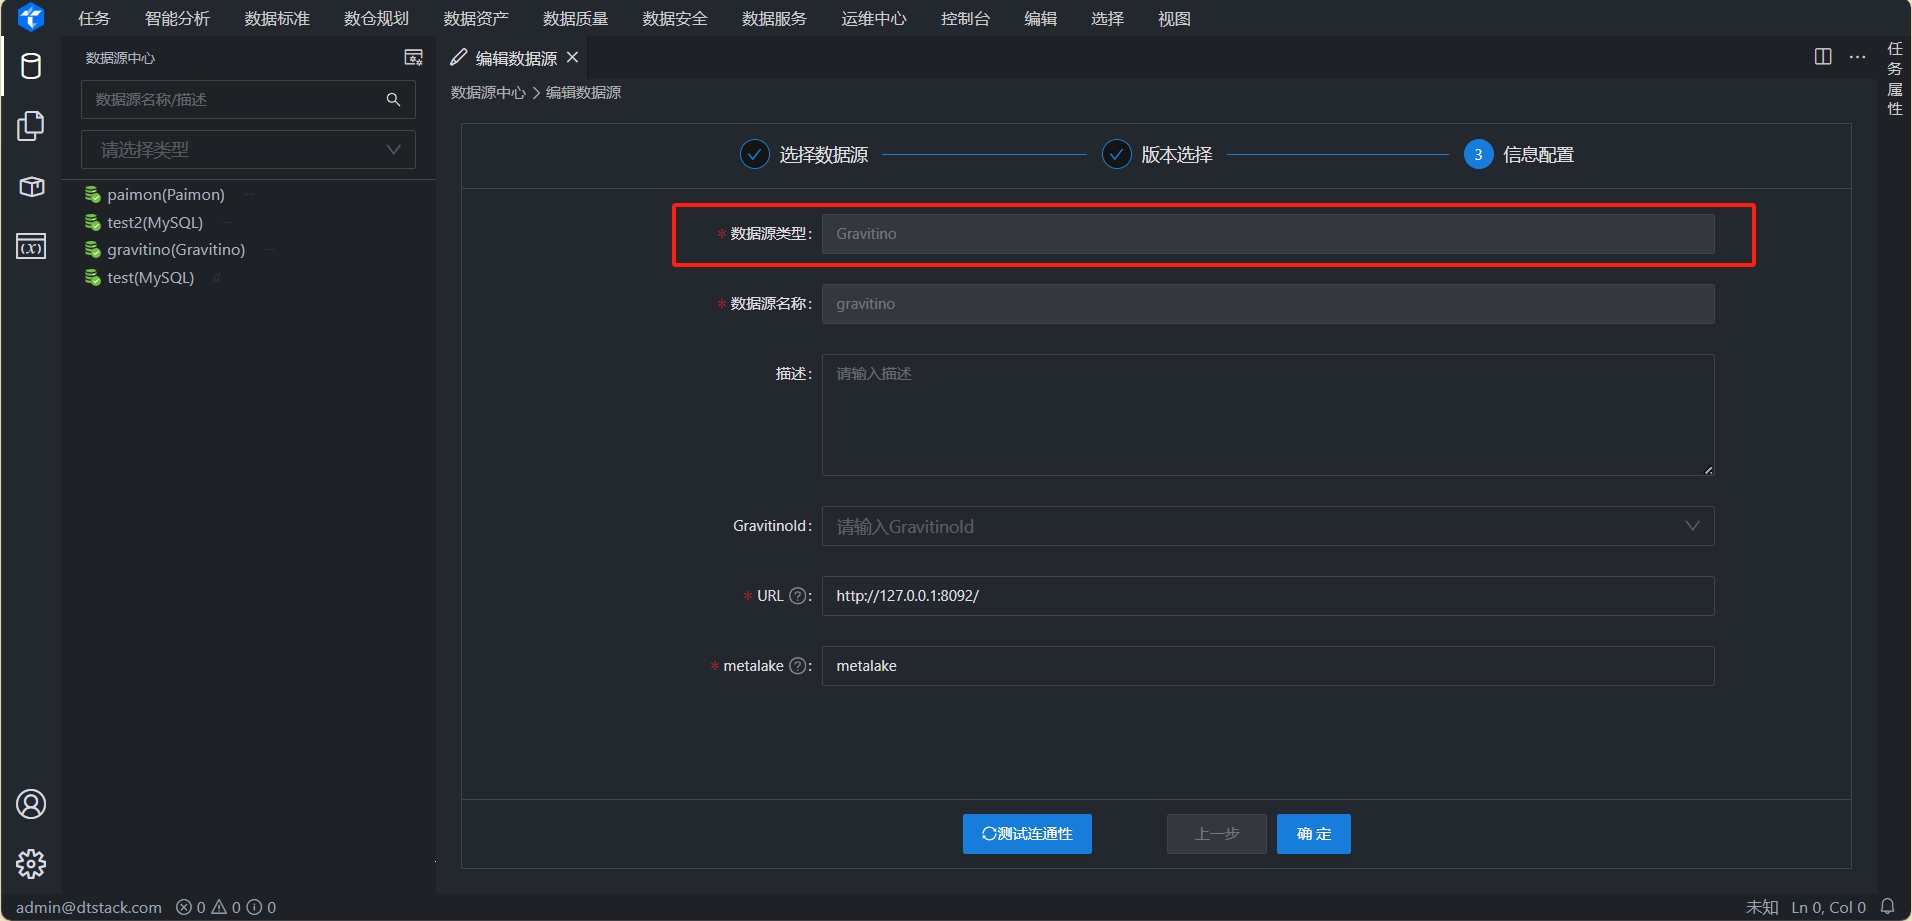 任务 智能分析 数据标准 数仓规划 数据资产 数据质量 数据安全 数据服务 运维中心 控制台 编辑 选择 视图
数据源中心
数据源名称/描述
请选择类型
paimon(Paimon) --
test2(MySQL) --
gravitino(Gravitino) --
test(MySQL) d
编辑数据源
数据源中心 > 编辑数据源
选择数据源 版本选择 3 信息配置
* 数据源类型: Gravitino
* 数据源名称: gravitino
描述: 请输入描述
GravitinoId: 请输入GravitinoId
* URL ?: http://127.0.0.1:8092/
* metalake ?: metalake
测试连通性 上一步 确 定
任务属性
admin@dtstack.com 0 0 0 未知 Ln 0, Col 0